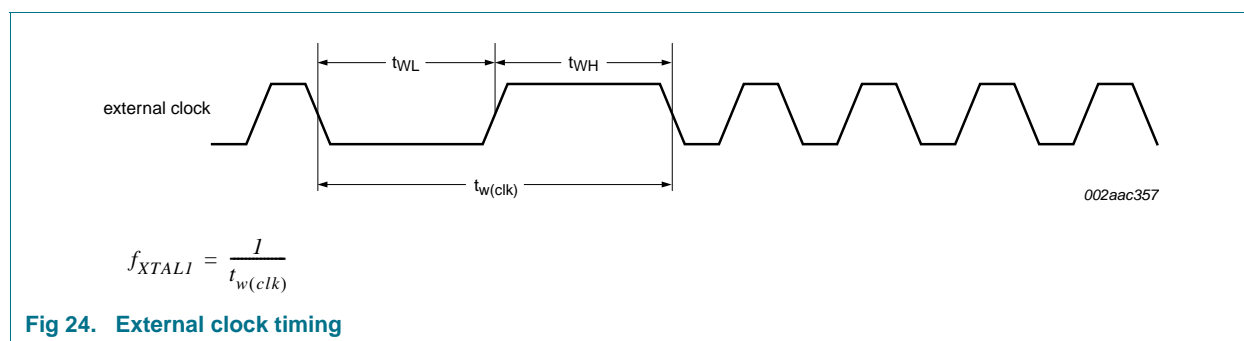 tWL
tWH
external clock
tw(clk)
002aac357
fXTAL1 = 1 / tw(clk)
Fig 24. External clock timing